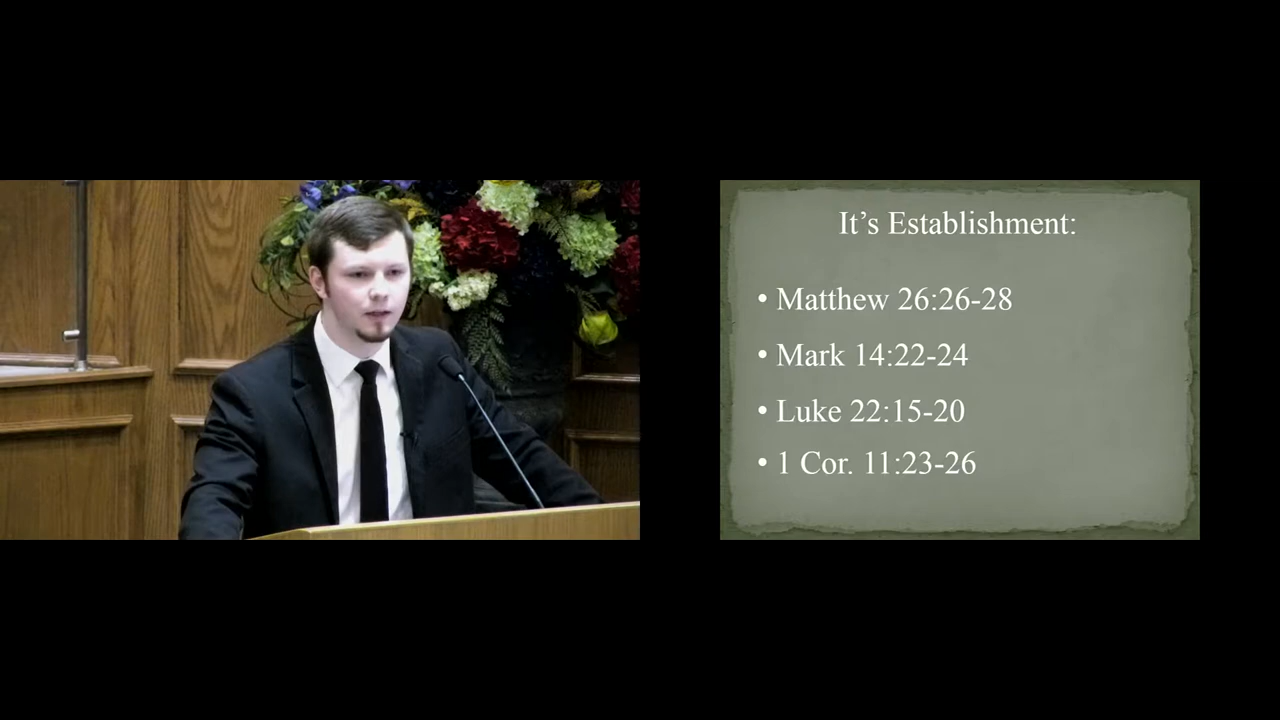 It’s Establishment:
• Matthew 26:26-28
• Mark 14:22-24
• Luke 22:15-20
• 1 Cor. 11:23-26